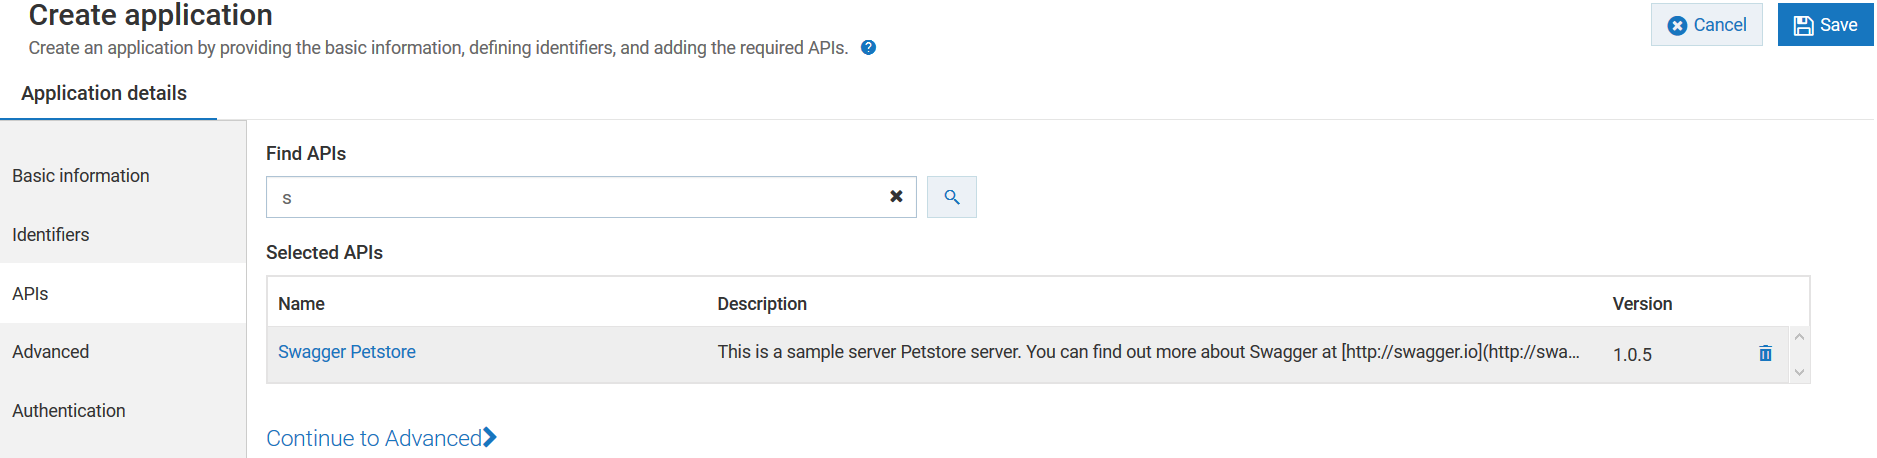 Create application
Cancel
Save
Create an application by providing the basic information, defining identifiers, and adding the required APIs. ?
Application details
Basic information
Identifiers
APIs
Advanced
Authentication
Find APIs
s
Selected APIs
Name Description Version
Swagger Petstore This is a sample server Petstore server. You can find out more about Swagger at [http://swagger.io](http://swa... 1.0.5
Continue to Advanced